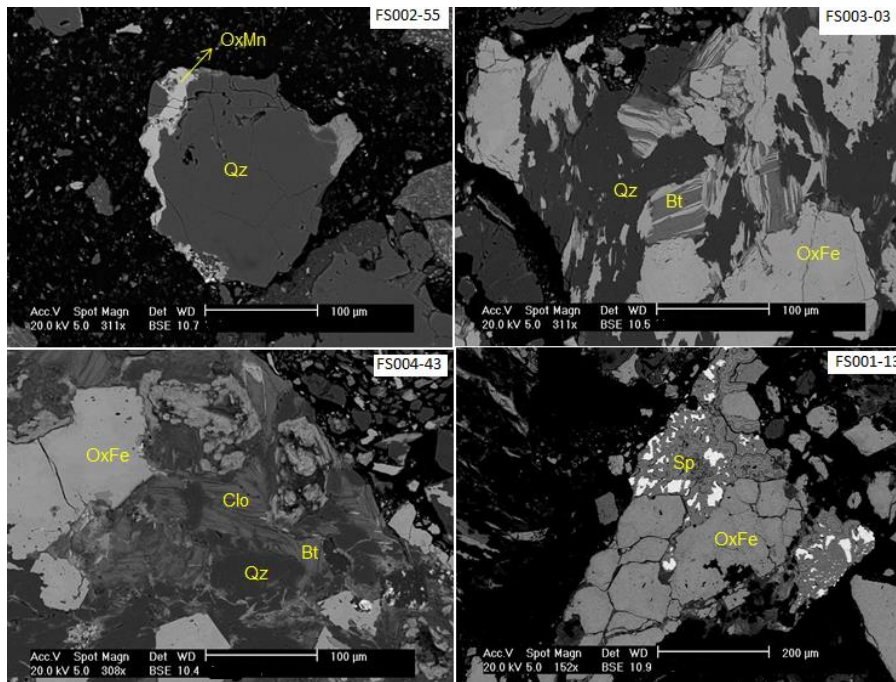 FS002-55
OxMn
Qz
Acc.V Spot Magn Det WD 100 µm
20.0 kV 5.0 311x BSE 10.7
FS003-03
Qz
Bt
OxFe
Acc.V Spot Magn Det WD 100 µm
20.0 kV 5.0 311x BSE 10.5
FS004-43
OxFe
Clo
Bt
Qz
Acc.V Spot Magn Det WD 100 µm
20.0 kV 5.0 308x BSE 10.4
FS001-13
Sp
OxFe
Acc.V Spot Magn Det WD 200 µm
20.0 kV 5.0 152x BSE 10.9